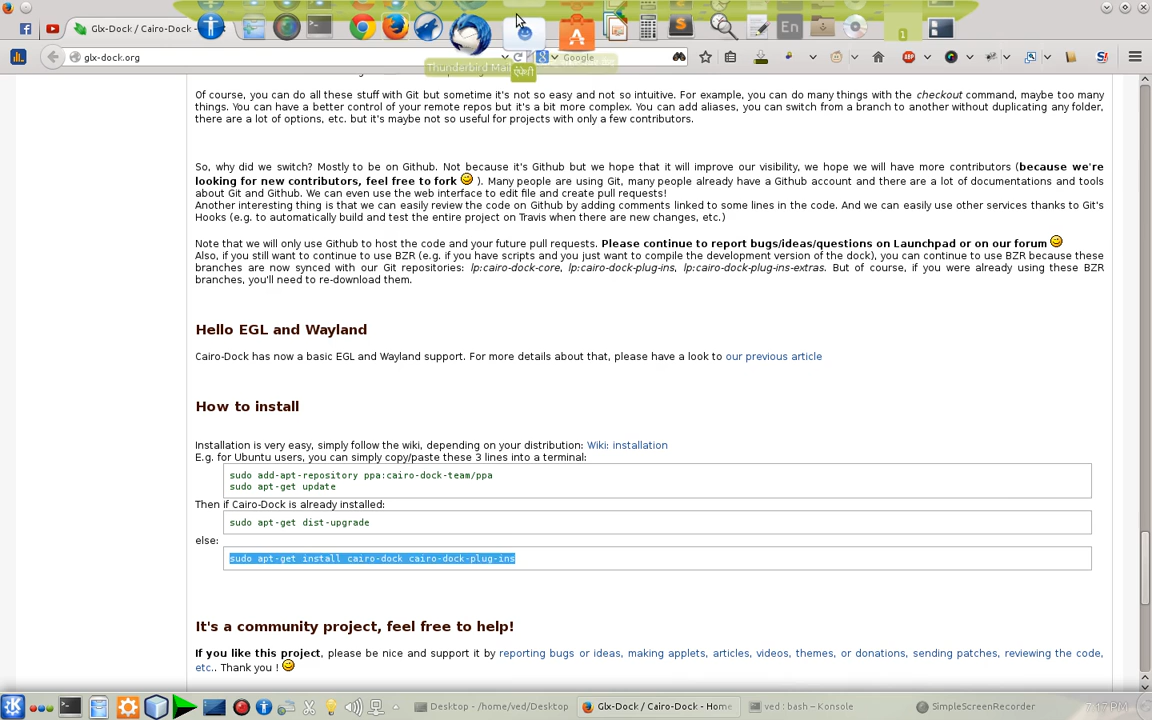 Glx-Dock / Cairo-Dock -
En
1
glx-dock.org
Google
Thunderbird Mai
एंपैथी
Of course, you can do all these stuff with Git but sometime it's not so easy and not so intuitive. For example, you can do many things with the checkout command, maybe too many
things. You can have a better control of your remote repos but it's a bit more complex. You can add aliases, you can switch from a branch to another without duplicating any folder,
there are a lot of options, etc. but it's maybe not so useful for projects with only a few contributors.
So, why did we switch? Mostly to be on Github. Not because it's Github but we hope that it will improve our visibility, we hope we will have more contributors (because we're
looking for new contributors, feel free to fork ). Many people are using Git, many people already have a Github account and there are a lot of documentations and tools
about Git and Github. We can even use the web interface to edit file and create pull requests!
Another interesting thing is that we can easily review the code on Github by adding comments linked to some lines in the code. And we can easily use other services thanks to Git's
Hooks (e.g. to automatically build and test the entire project on Travis when there are new changes, etc.)
Note that we will only use Github to host the code and your future pull requests. Please continue to report bugs/ideas/questions on Launchpad or on our forum
Also, if you still want to continue to use BZR (e.g. if you have scripts and you just want to compile the development version of the dock), you can continue to use BZR because these
branches are now synced with our Git repositories: lp:cairo-dock-core, lp:cairo-dock-plug-ins, lp:cairo-dock-plug-ins-extras. But of course, if you were already using these BZR
branches, you'll need to re-download them.
Hello EGL and Wayland
Cairo-Dock has now a basic EGL and Wayland support. For more details about that, please have a look to our previous article
How to install
Installation is very easy, simply follow the wiki, depending on your distribution: Wiki: installation
E.g. for Ubuntu users, you can simply copy/paste these 3 lines into a terminal:
sudo add-apt-repository ppa:cairo-dock-team/ppa
sudo apt-get update
Then if Cairo-Dock is already installed:
sudo apt-get dist-upgrade
else:
sudo apt-get install cairo-dock cairo-dock-plug-ins
It's a community project, feel free to help!
If you like this project, please be nice and support it by reporting bugs or ideas, making applets, articles, videos, themes, or donations, sending patches, reviewing the code,
etc.. Thank you !
Desktop - /home/ved/Desktop
Glx-Dock / Cairo-Dock - Home
ved : bash – Konsole
SimpleScreenRecorder
7:17 PM